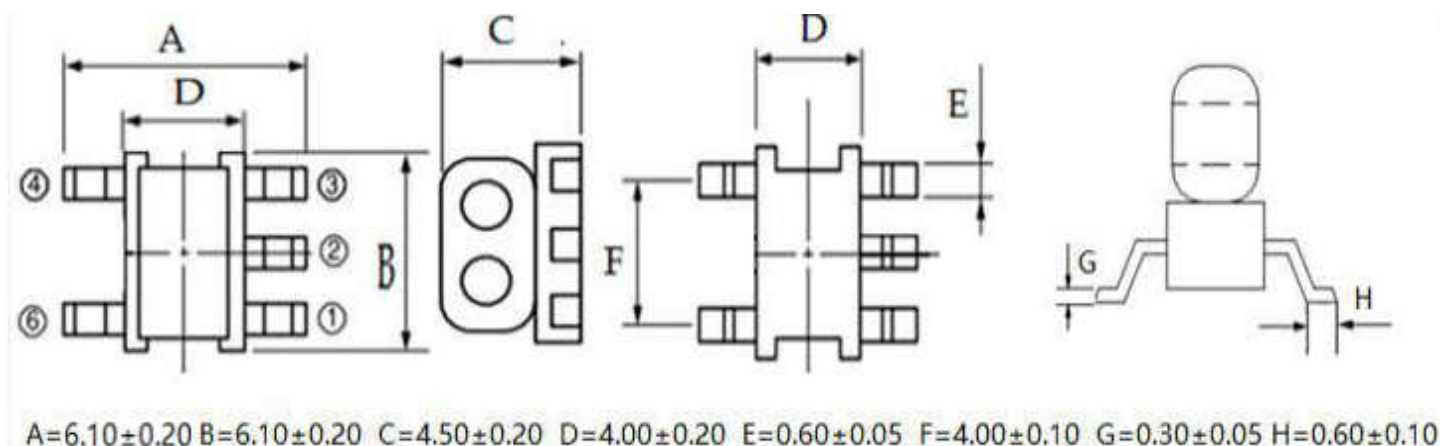 A
C
D
D
E
④
③
②
B
F
G
H
⑥
①
A=6.10±0.20 B=6.10±0.20 C=4.50±0.20 D=4.00±0.20 E=0.60±0.05 F=4.00±0.10 G=0.30±0.05 H=0.60±0.10